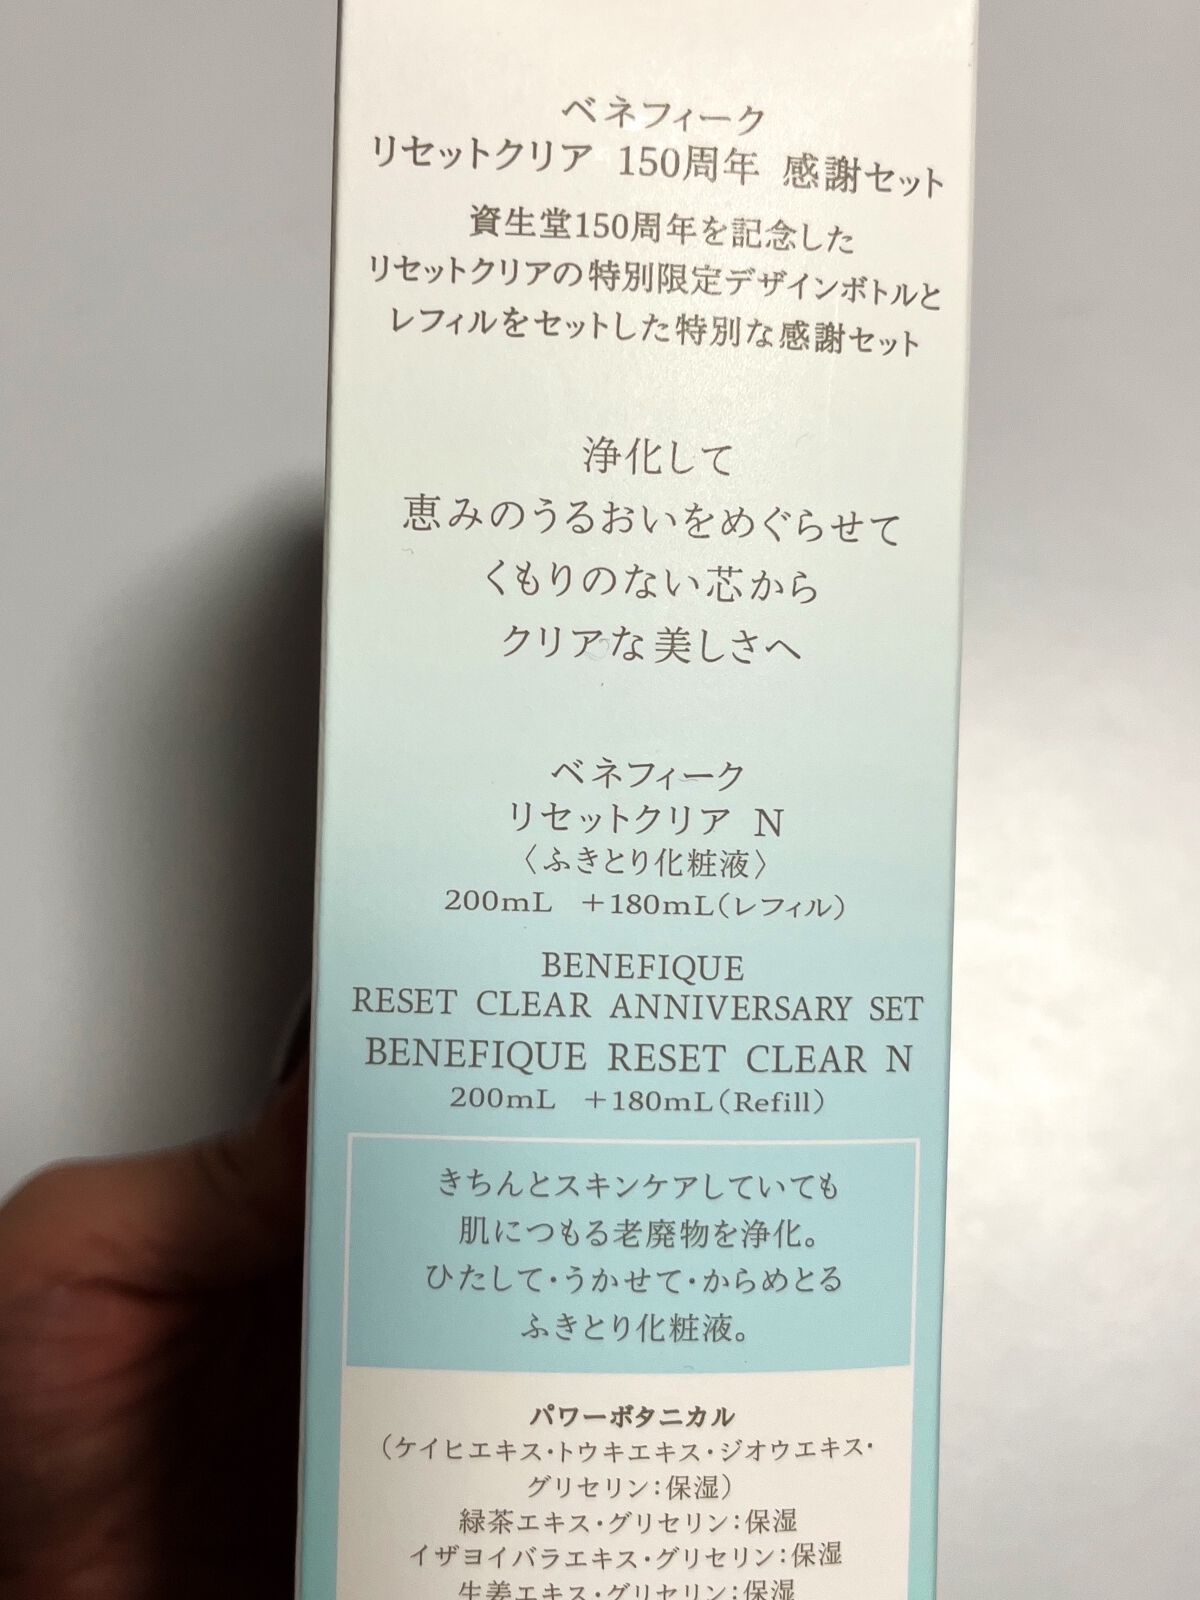 ベネフィーク
リセットクリア 150周年 感謝セット
資生堂150周年を記念した
リセットクリアの特別限定デザインボトルと
レフィルをセットした特別な感謝セット
浄化して
恵みのうるおいをめぐらせて
くもりのない芯から
クリアな美しさへ
ベネフィーク
リセットクリア N
〈ふきとり化粧液〉
200mL +180mL(レフィル)
BENEFIQUE
RESET CLEAR ANNIVERSARY SET
BENEFIQUE RESET CLEAR N
200mL +180mL(Refill)
きちんとスキンケアしていても
肌につもる老廃物を浄化。
ひたして・うかせて・からめとる
ふきとり化粧液。
パワーボタニカル
(ケイヒエキス・トウキエキス・ジオウエキス・
グリセリン:保湿)
緑茶エキス・グリセリン:保湿
イザヨイバラエキス・グリセリン:保湿
生姜エキス・グリセリン:保湿